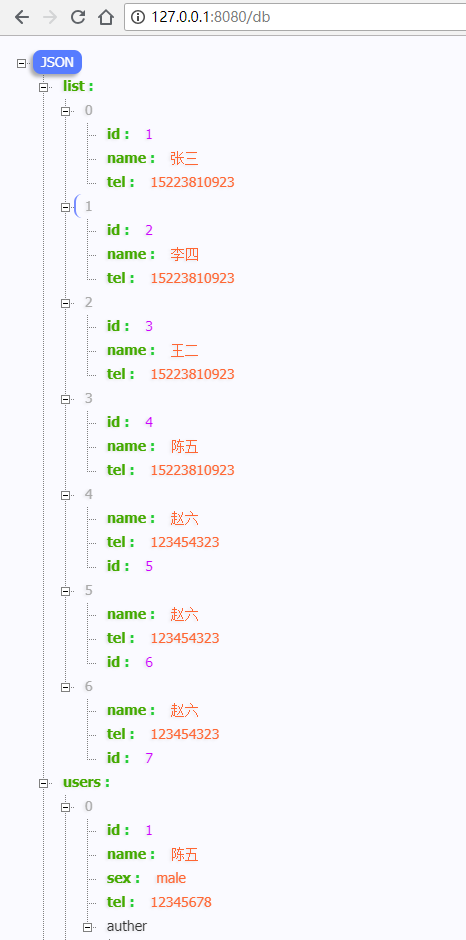 127.0.0.1:8080/db
JSON
list :
0
id : 1
name : 张三
tel : 15223810923
1
id : 2
name : 李四
tel : 15223810923
2
id : 3
name : 王二
tel : 15223810923
3
id : 4
name : 陈五
tel : 15223810923
4
name : 赵六
tel : 123454323
id : 5
5
name : 赵六
tel : 123454323
id : 6
6
name : 赵六
tel : 123454323
id : 7
users :
0
id : 1
name : 陈五
sex : male
tel : 12345678
auther